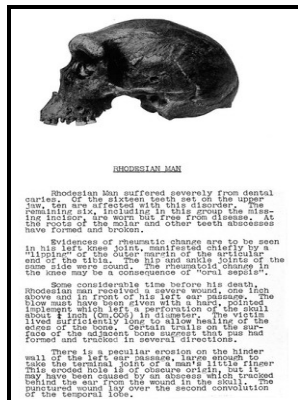 RHODESIAN MAN
Rhodesian Man suffered severely from dental
caries. Of the sixteen teeth set on the upper
jaw, ten are affected with this disorder. The
remaining six, including in this group the miss-
ing incisor, are worn but free from disease. At
the roots of the molar and other teeth abscesses
have formed and broken.
Evidences of rheumatic change are to be seen
in his left knee joint, manifested chiefly by a
"lipping" of the outer margin of the articular
end of the tibia. The hip and ankle joints of the
same side were sound. The rheumatoid change in
the knee may be a consequence of "oral sepsis".
Some considerable time before his death,
Rhodesian man received a severe wound, one inch
above and in front of his left ear passage. The
blow must have been given with a hard, pointed
implement which left a perforation of the skull
about inch (0m,006) in diameter. The victim
lived sufficiently long to allow healing of the
edges of the bone. Certain trails on the sur-
face of the adjacent bone suggest that pus had
formed and tracked in several directions.
There is a peculiar erosion on the hinder
wall of the left ear passage, large enough to
take the terminal joint of a man's little finger
This eroded hole is of obscure origin, but it
may have been caused by an abscess which tracked
behind the ear from the wound in the skull. The
punctured wound lay over the second convolution
of the temporal lobe.